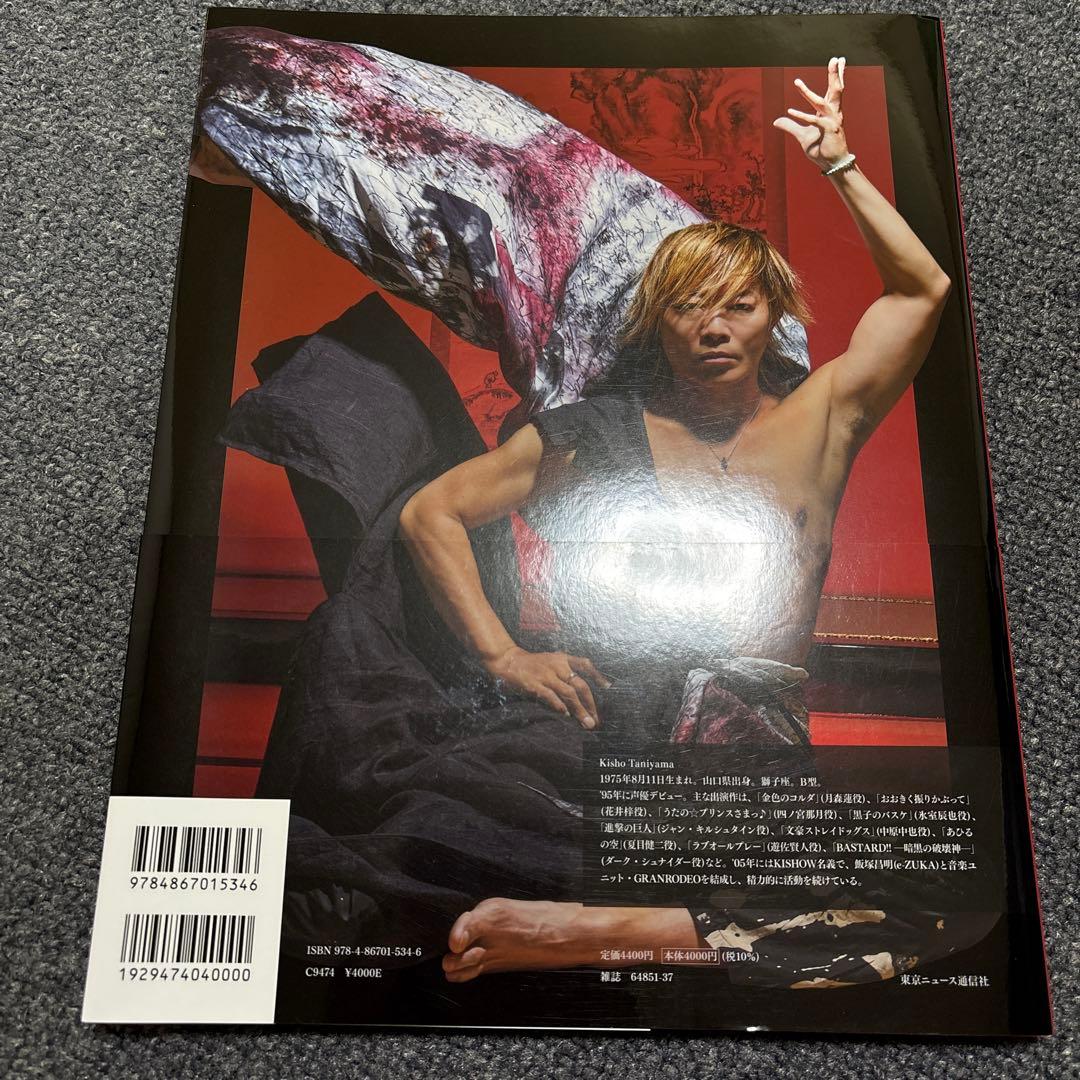 Kisho Taniyama
1975年8月11日生まれ。山口県出身。獅子座。B型。
'95年に声優デビュー。主な出演作は、「金色のコルダ」(月森蓮役)、「おおきく振りかぶって」
(花井梓役)、「うたの☆プリンスさまっ♪」(四ノ宮那月役)、「黒子のバスケ」(氷室辰也役)、
「進撃の巨人」(ジャン・キルシュタイン役)、「文豪ストレイドッグス」(中原中也役)、「あひる
の空」(夏目健二役)、「ラブオールプレー」(遊佐賢人役)、「BASTARD!! ―暗黒の破壊神―」
(ダーク・シュナイダー役)など。'05年にはKISHOW名義で、飯塚昌明(e-ZUKA)と音楽ユ
ニット・GRANRODEOを結成し、精力的に活動を続けている。
9784867015346
1929474040000
ISBN 978-4-86701-534-6
C9474 ¥4000E
定価4400円 本体4000円 (税10%)
雑誌 64851-37
東京ニュース通信社